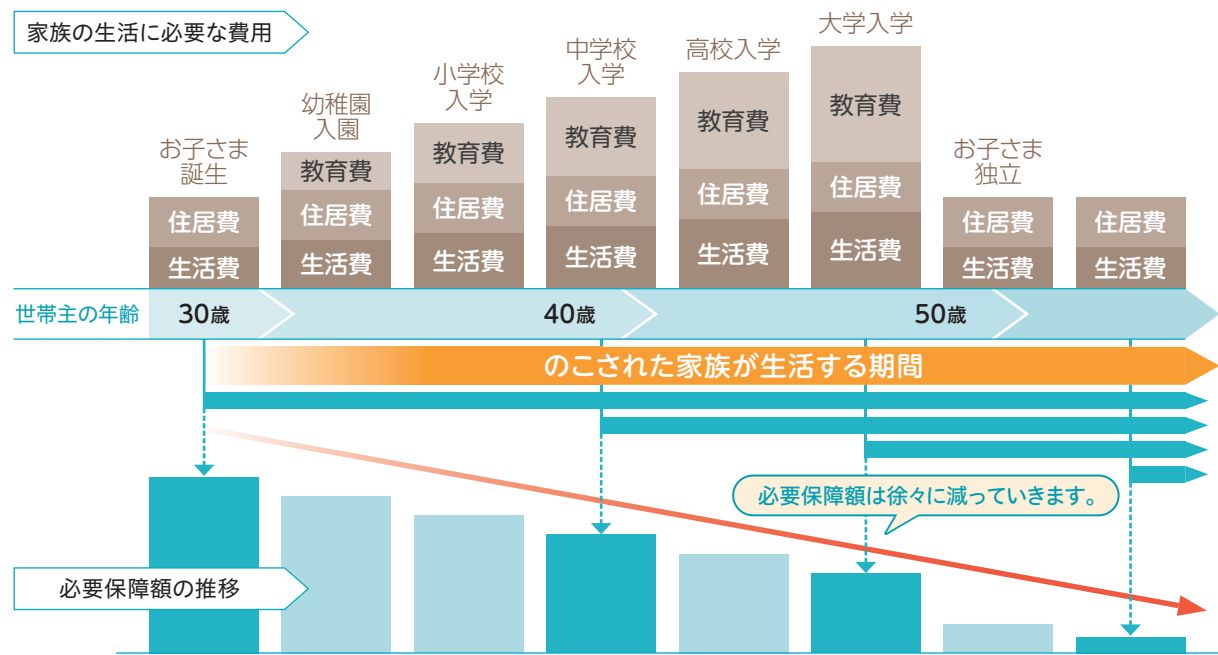 家族の生活に必要な費用
お子さま
誕生
住居費
生活費
幼稚園
入園
教育費
住居費
生活費
小学校
入学
教育費
住居費
生活費
中学校
入学
教育費
住居費
生活費
高校入学
教育費
住居費
生活費
大学入学
教育費
住居費
生活費
お子さま
独立
住居費
生活費
住居費
生活費
世帯主の年齢
30歳
40歳
50歳
のこされた家族が生活する期間
必要保障額は徐々に減っていきます。
必要保障額の推移